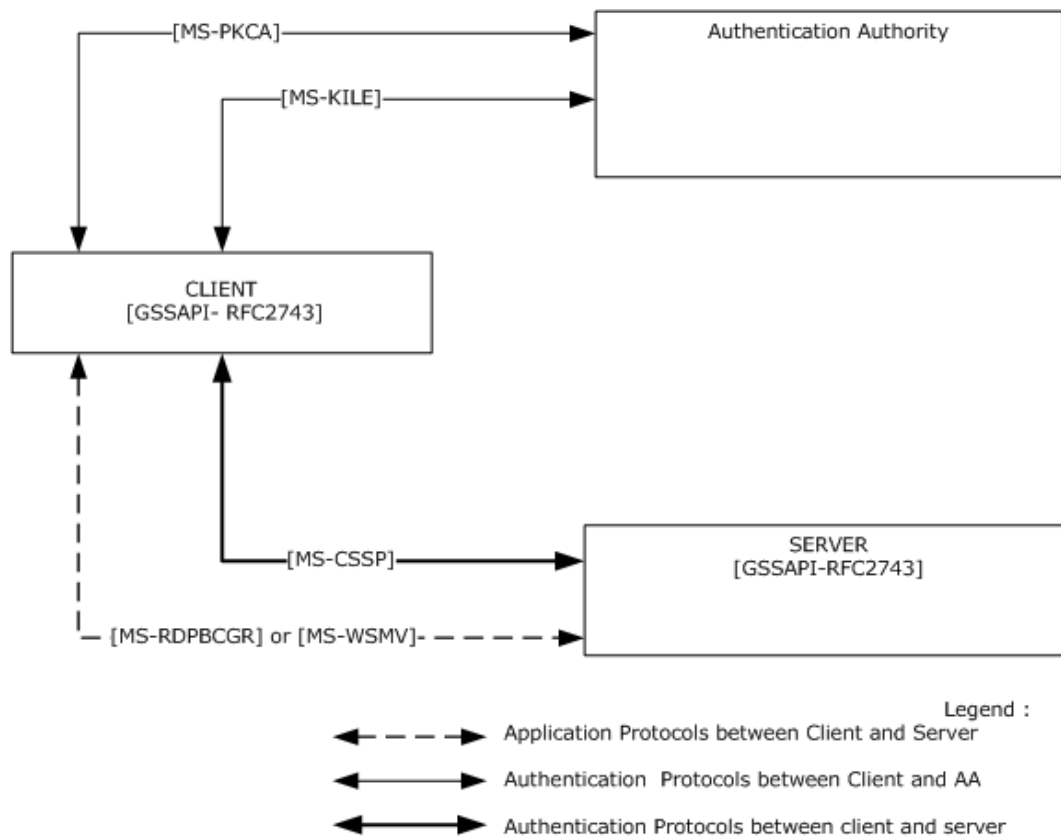 [MS-PKCA]
Authentication Authority
[MS-KILE]
CLIENT
[GSSAPI- RFC2743]
[MS-CSSP]
SERVER
[GSSAPI-RFC2743]
[MS-RDPBCGR] or [MS-WSMV]
Legend :
Application Protocols between Client and Server
Authentication Protocols between Client and AA
Authentication Protocols between client and server